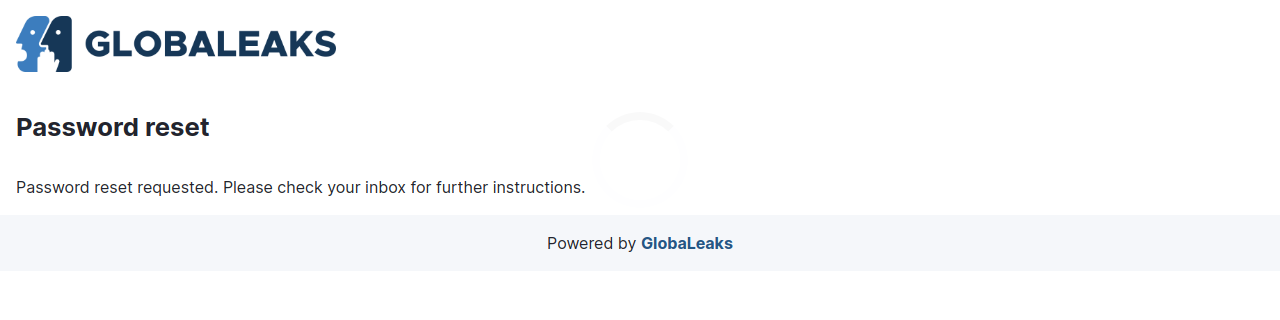 GLOBALEAKS
Password reset
Password reset requested. Please check your inbox for further instructions.
Powered by GlobaLeaks